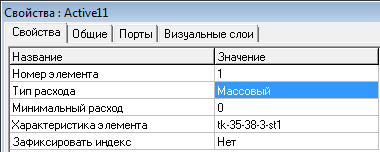 Свойства : Active11
Свойства Общие Порты Визуальные слои
Название Значение
Номер элемента 1
Тип расхода Массовый
Минимальный расход 0
Характеристика элемента tk-35-38-3-st1
Зафиксировать индекс Нет